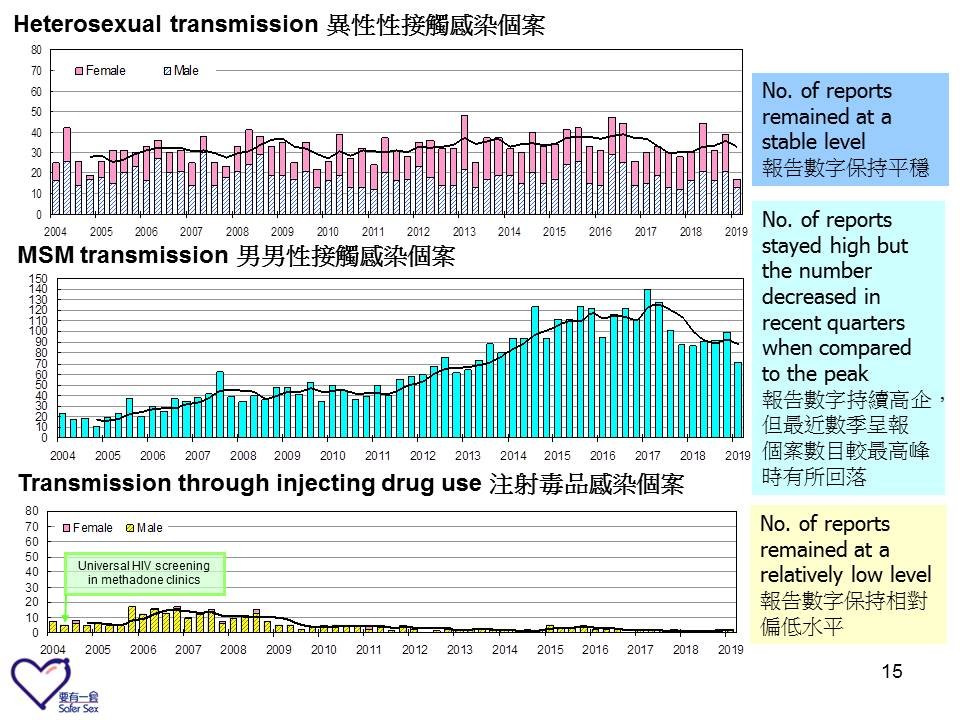 Heterosexual transmission 異性性接觸感染個案
80
70
60
50
40
30
20
10
0
Female Male
2004 2005 2006 2007 2008 2009 2010 2011 2012 2013 2014 2015 2016 2017 2018 2019
No. of reports
remained at a
stable level
報告數字保持平穩
MSM transmission 男男性接觸感染個案
150
140
130
120
110
100
90
80
70
60
50
40
30
20
10
0
2004 2005 2006 2007 2008 2009 2010 2011 2012 2013 2014 2015 2016 2017 2018 2019
No. of reports
stayed high but
the number
decreased in
recent quarters
when compared
to the peak
報告數字持續高企，
但最近數季呈報
個案數目較最高峰
時有所回落
Transmission through injecting drug use 注射毒品感染個案
80
70
60
50
40
30
20
10
0
Female Male
Universal HIV screening
in methadone clinics
2004 2005 2006 2007 2008 2009 2010 2011 2012 2013 2014 2015 2016 2017 2018 2019
No. of reports
remained at a
relatively low level
報告數字保持相對
偏低水平
要有一套
Safer Sex
15